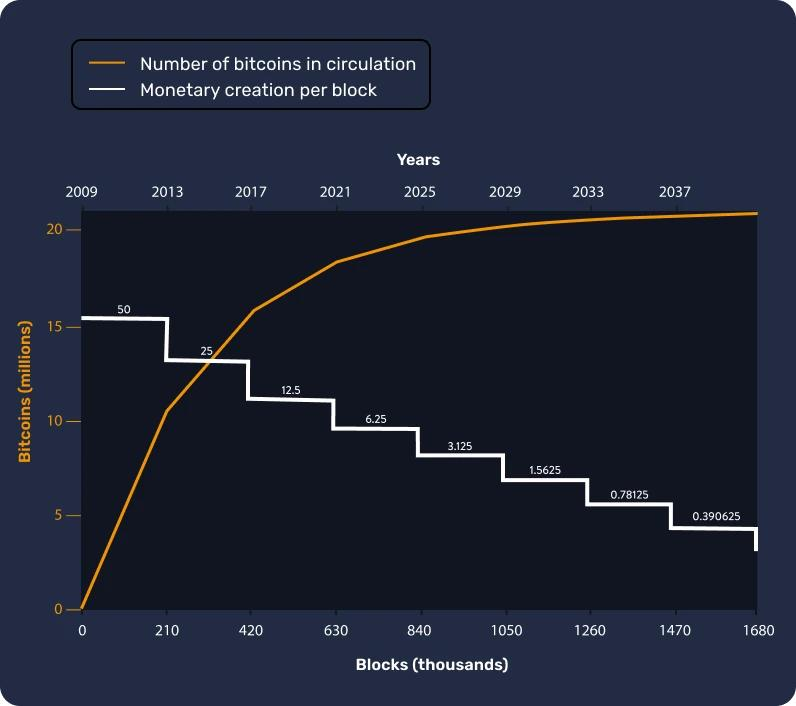 Number of bitcoins in circulation
Monetary creation per block
Years
2009 2013 2017 2021 2025 2029 2033 2037
20
15
10
5
0
Bitcoins (millions)
50
25
12.5
6.25
3.125
1.5625
0.78125
0.390625
0 210 420 630 840 1050 1260 1470 1680
Blocks (thousands)